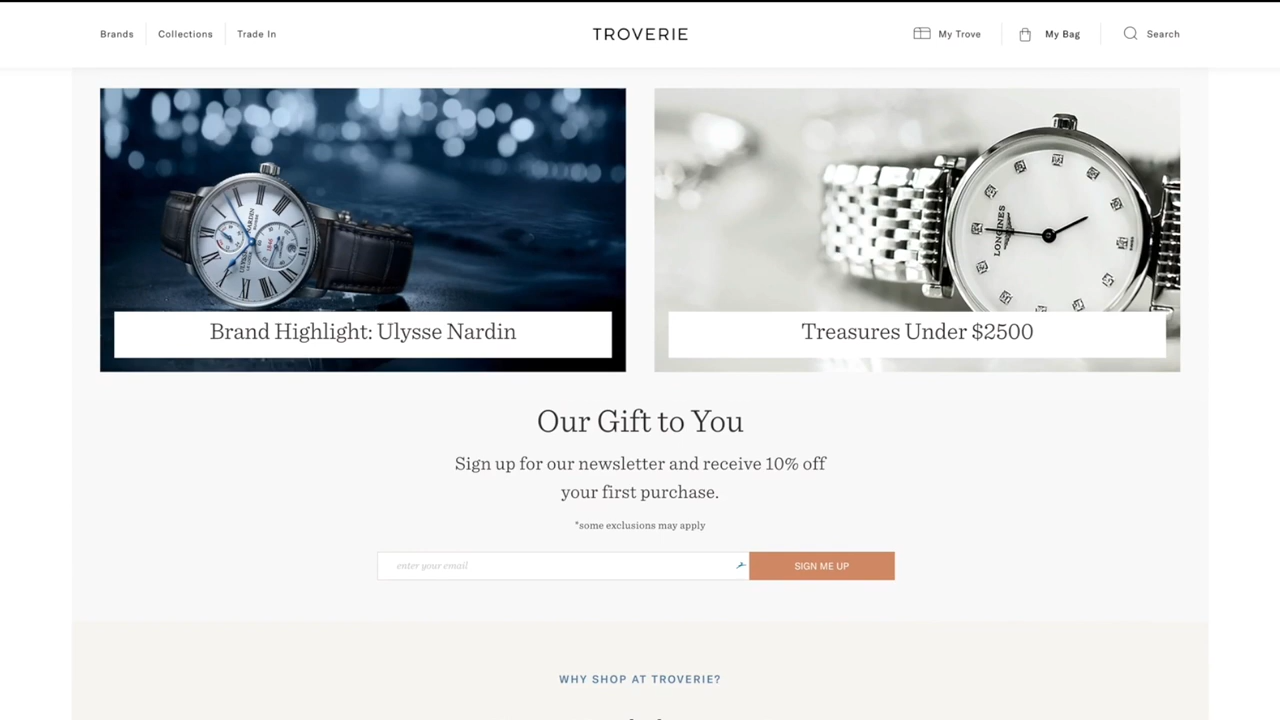 Brands
Collections
Trade In
TROVERIE
My Trove
My Bag
Search
LONGINES
Brand Highlight: Ulysse Nardin
Treasures Under $2500
Our Gift to You
Sign up for our newsletter and receive 10% off
your first purchase.
*some exclusions may apply
enter your email
SIGN ME UP
WHY SHOP AT TROVERIE?